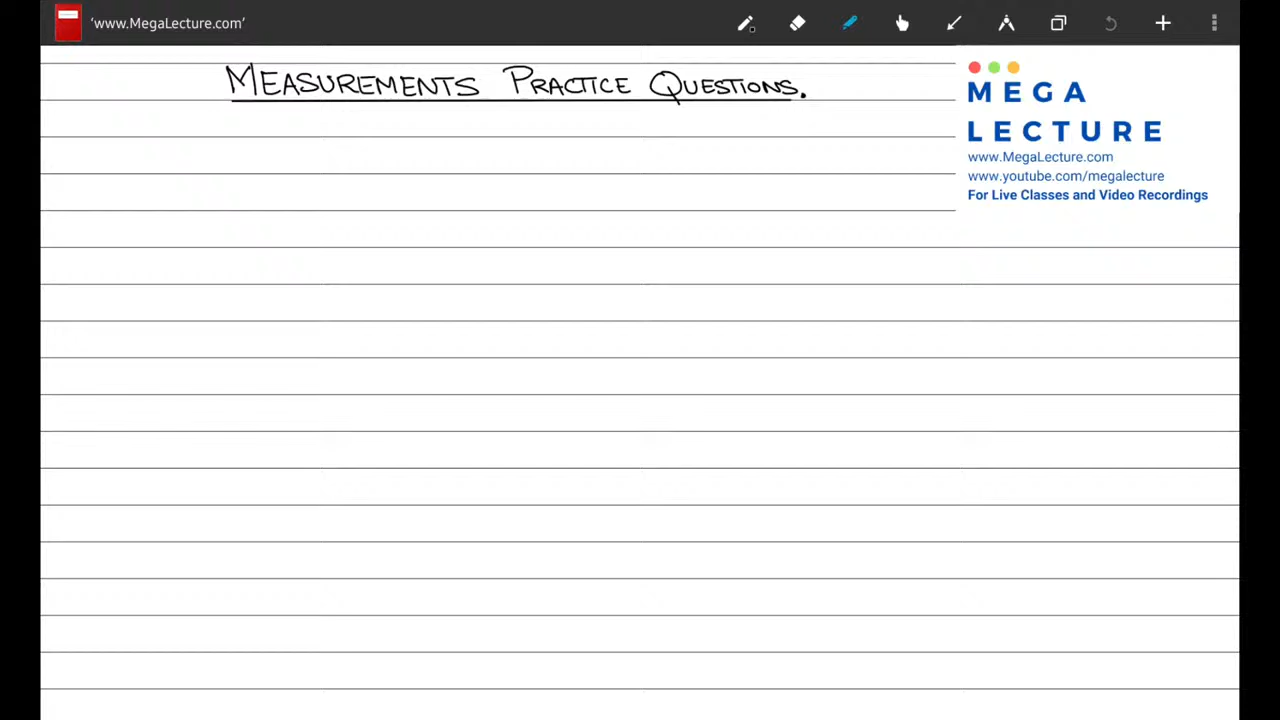 ‘www.MegaLecture.com’
MEASUREMENTS PRACTICE QUESTIONS.
MEGA
LECTURE
www.MegaLecture.com
www.youtube.com/megalecture
For Live Classes and Video Recordings